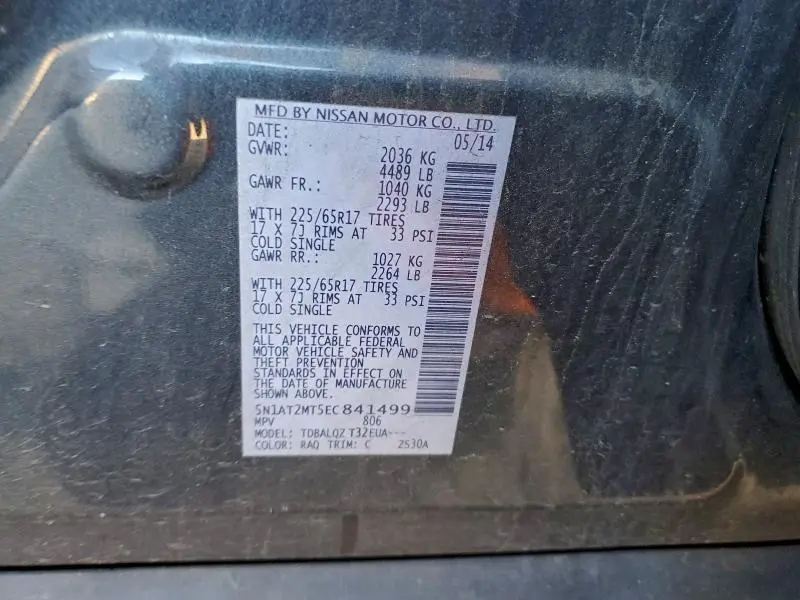 MFD BY NISSAN MOTOR CO., LTD.
DATE: 05/14
GVWR: 2036 KG
4489 LB
GAWR FR.: 1040 KG
2293 LB
WITH 225/65R17 TIRES
17 X 7J RIMS AT 33 PSI
COLD SINGLE
GAWR RR.: 1027 KG
2264 LB
WITH 225/65R17 TIRES
17 X 7J RIMS AT 33 PSI
COLD SINGLE
THIS VEHICLE CONFORMS TO
ALL APPLICABLE FEDERAL
MOTOR VEHICLE SAFETY AND
THEFT PREVENTION
STANDARDS IN EFFECT ON
THE DATE OF MANUFACTURE
SHOWN ABOVE.
5N1AT2MT5EC841499
MPV 806
MODEL: TDBALQZ T32EUA---
COLOR: RAQ TRIM: C 2530A